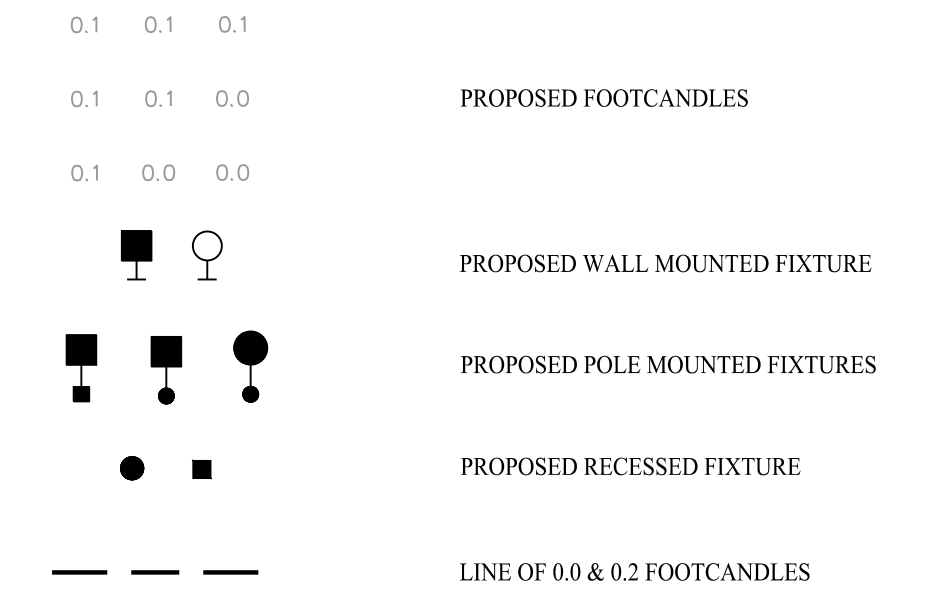 0.1 0.1 0.1
0.1 0.1 0.0 PROPOSED FOOTCANDLES
0.1 0.0 0.0
PROPOSED WALL MOUNTED FIXTURE
PROPOSED POLE MOUNTED FIXTURES
PROPOSED RECESSED FIXTURE
LINE OF 0.0 & 0.2 FOOTCANDLES